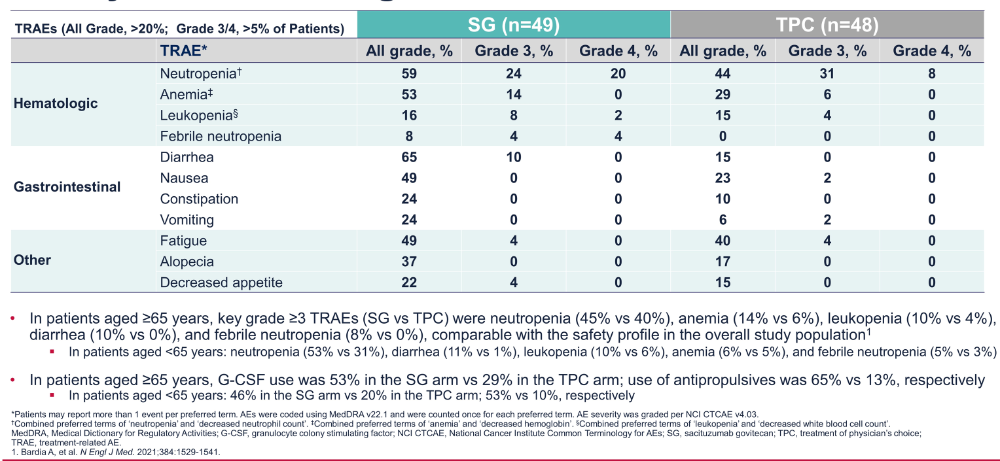 TRAEs (All Grade, >20%;  Grade 3/4, >5% of Patients) SG (n=49) TPC (n=48)
TRAE* All grade, % Grade 3, % Grade 4, % All grade, % Grade 3, % Grade 4, %
Hematologic
Neutropenia† 59 24 20 44 31 8
Anemia‡ 53 14 0 29 6 0
Leukopenia§ 16 8 2 15 4 0
Febrile neutropenia 8 4 4 0 0 0
Gastrointestinal
Diarrhea 65 10 0 15 0 0
Nausea 49 0 0 23 2 0
Constipation 24 0 0 10 0 0
Vomiting 24 0 0 6 2 0
Other
Fatigue 49 4 0 40 4 0
Alopecia 37 0 0 17 0 0
Decreased appetite 22 4 0 15 0 0
• In patients aged ≥65 years, key grade ≥3 TRAEs (SG vs TPC) were neutropenia (45% vs 40%), anemia (14% vs 6%), leukopenia (10% vs 4%),
diarrhea (10% vs 0%), and febrile neutropenia (8% vs 0%), comparable with the safety profile in the overall study population1
▪ In patients aged <65 years: neutropenia (53% vs 31%), diarrhea (11% vs 1%), leukopenia (10% vs 6%), anemia (6% vs 5%), and febrile neutropenia (5% vs 3%)
• In patients aged ≥65 years, G-CSF use was 53% in the SG arm vs 29% in the TPC arm; use of antipropulsives was 65% vs 13%, respectively
▪ In patients aged <65 years: 46% in the SG arm vs 20% in the TPC arm; 53% vs 10%, respectively
*Patients may report more than 1 event per preferred term. AEs were coded using MedDRA v22.1 and were counted once for each preferred term. AE severity was graded per NCI CTCAE v4.03.
†Combined preferred terms of ‘neutropenia’ and ‘decreased neutrophil count’. ‡Combined preferred terms of ‘anemia’ and ‘decreased hemoglobin’. §Combined preferred terms of ‘leukopenia’ and ‘decreased white blood cell count’.
MedDRA, Medical Dictionary for Regulatory Activities; G-CSF, granulocyte colony stimulating factor; NCI CTCAE, National Cancer Institute Common Terminology for AEs; SG, sacituzumab govitecan; TPC, treatment of physician’s choice;
TRAE, treatment-related AE.
1. Bardia A, et al. N Engl J Med. 2021;384:1529-1541.